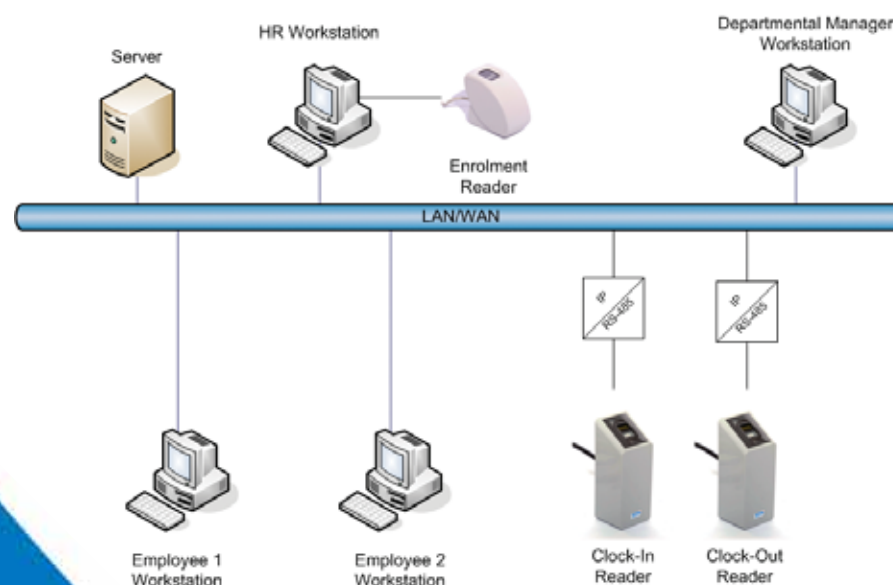 HR Workstation
Departmental Manager
Workstation
Server
Enrolment
Reader
LAN/WAN
IP
RS-485
IP
RS-485
Employee 1
Workstation
Employee 2
Workstation
Clock-In
Reader
Clock-Out
Reader